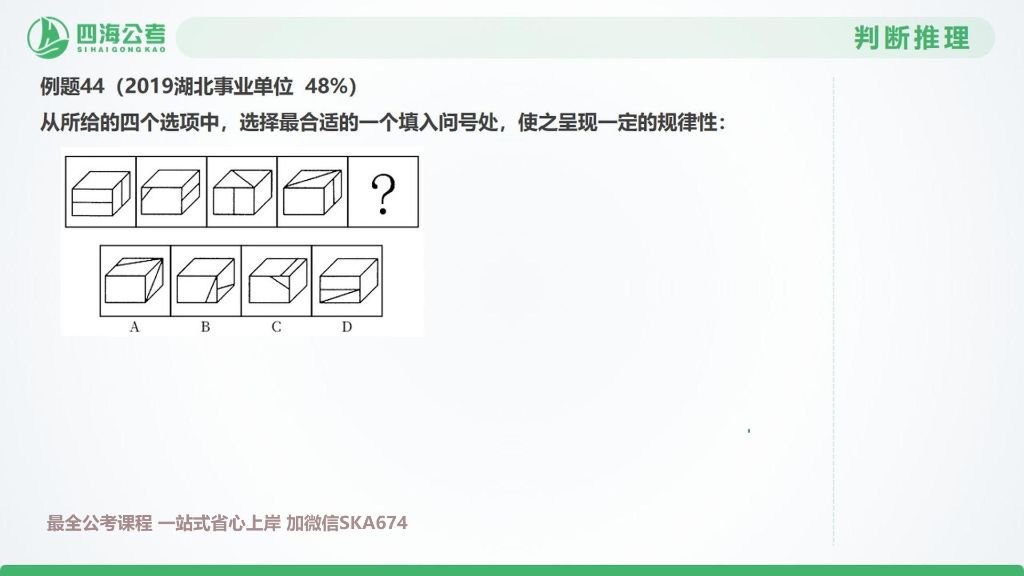 四海公考
SIHAIGONGKAO
判断推理
例题44（2019湖北事业单位 48%）
从所给的四个选项中，选择最合适的一个填入问号处，使之呈现一定的规律性：
?
A B C D
最全公考课程 一站式省心上岸 加微信SKA674